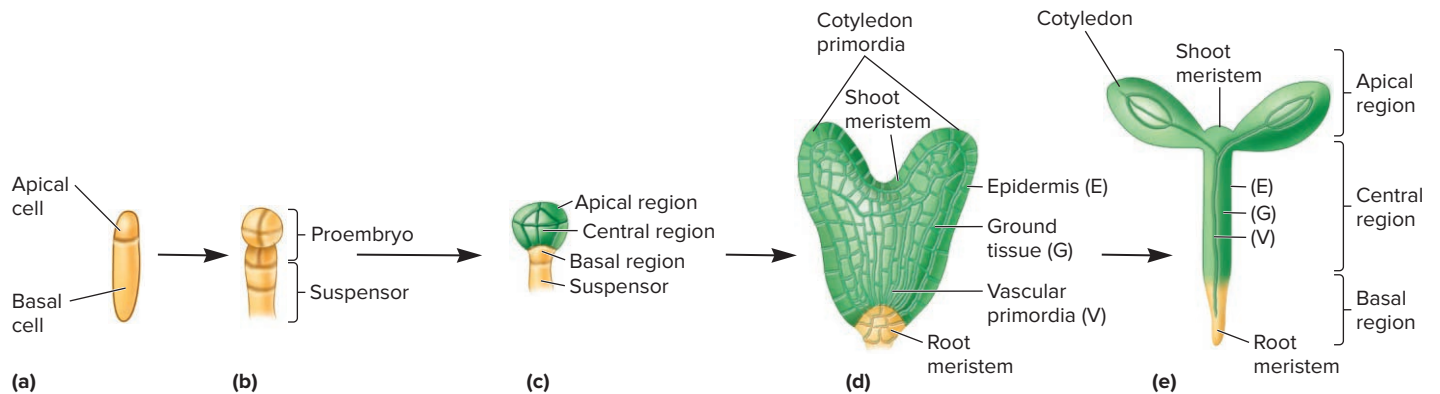 Apical
cell
Basal
cell
(a)
Proembryo
Suspensor
(b)
Apical region
Central region
Basal region
Suspensor
(c)
Cotyledon
primordia
Shoot
meristem
Epidermis (E)
Ground
tissue (G)
Vascular
primordia (V)
Root
meristem
(d)
Cotyledon
Shoot
meristem
(E)
(G)
(V)
Root
meristem
Apical
region
Central
region
Basal
region
(e)